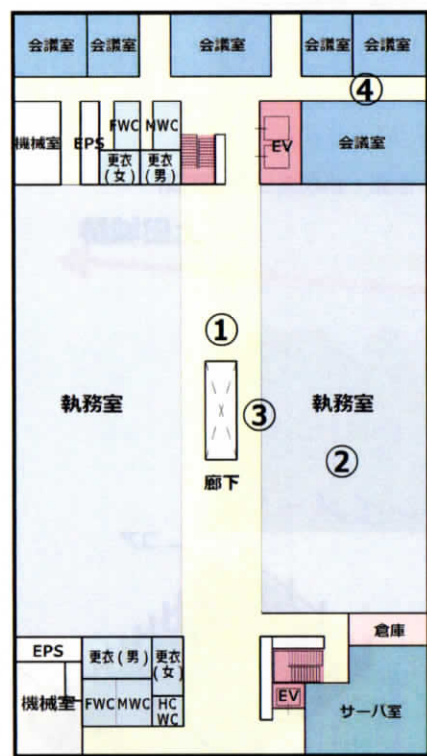 会議室 会議室 会議室 会議室 会議室
④
機械室 EPS FWC MWC EV 会議室
更衣(女) 更衣(男)
①
執務室 ③ 執務室
②
廊下
倉庫
EPS 更衣(男) 更衣(女)
機械室 FWC MWC HC WC EV サーバ室